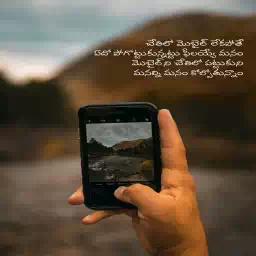 చేతిలో మొబైల్ లేకపోతే
ఏదో పోగొట్టుకున్నట్లు ఫీలయ్యే మనం
మొబైల్ ని చేతిలో పట్టుకుని
మనల్ని మనం కోల్పోతున్నాం